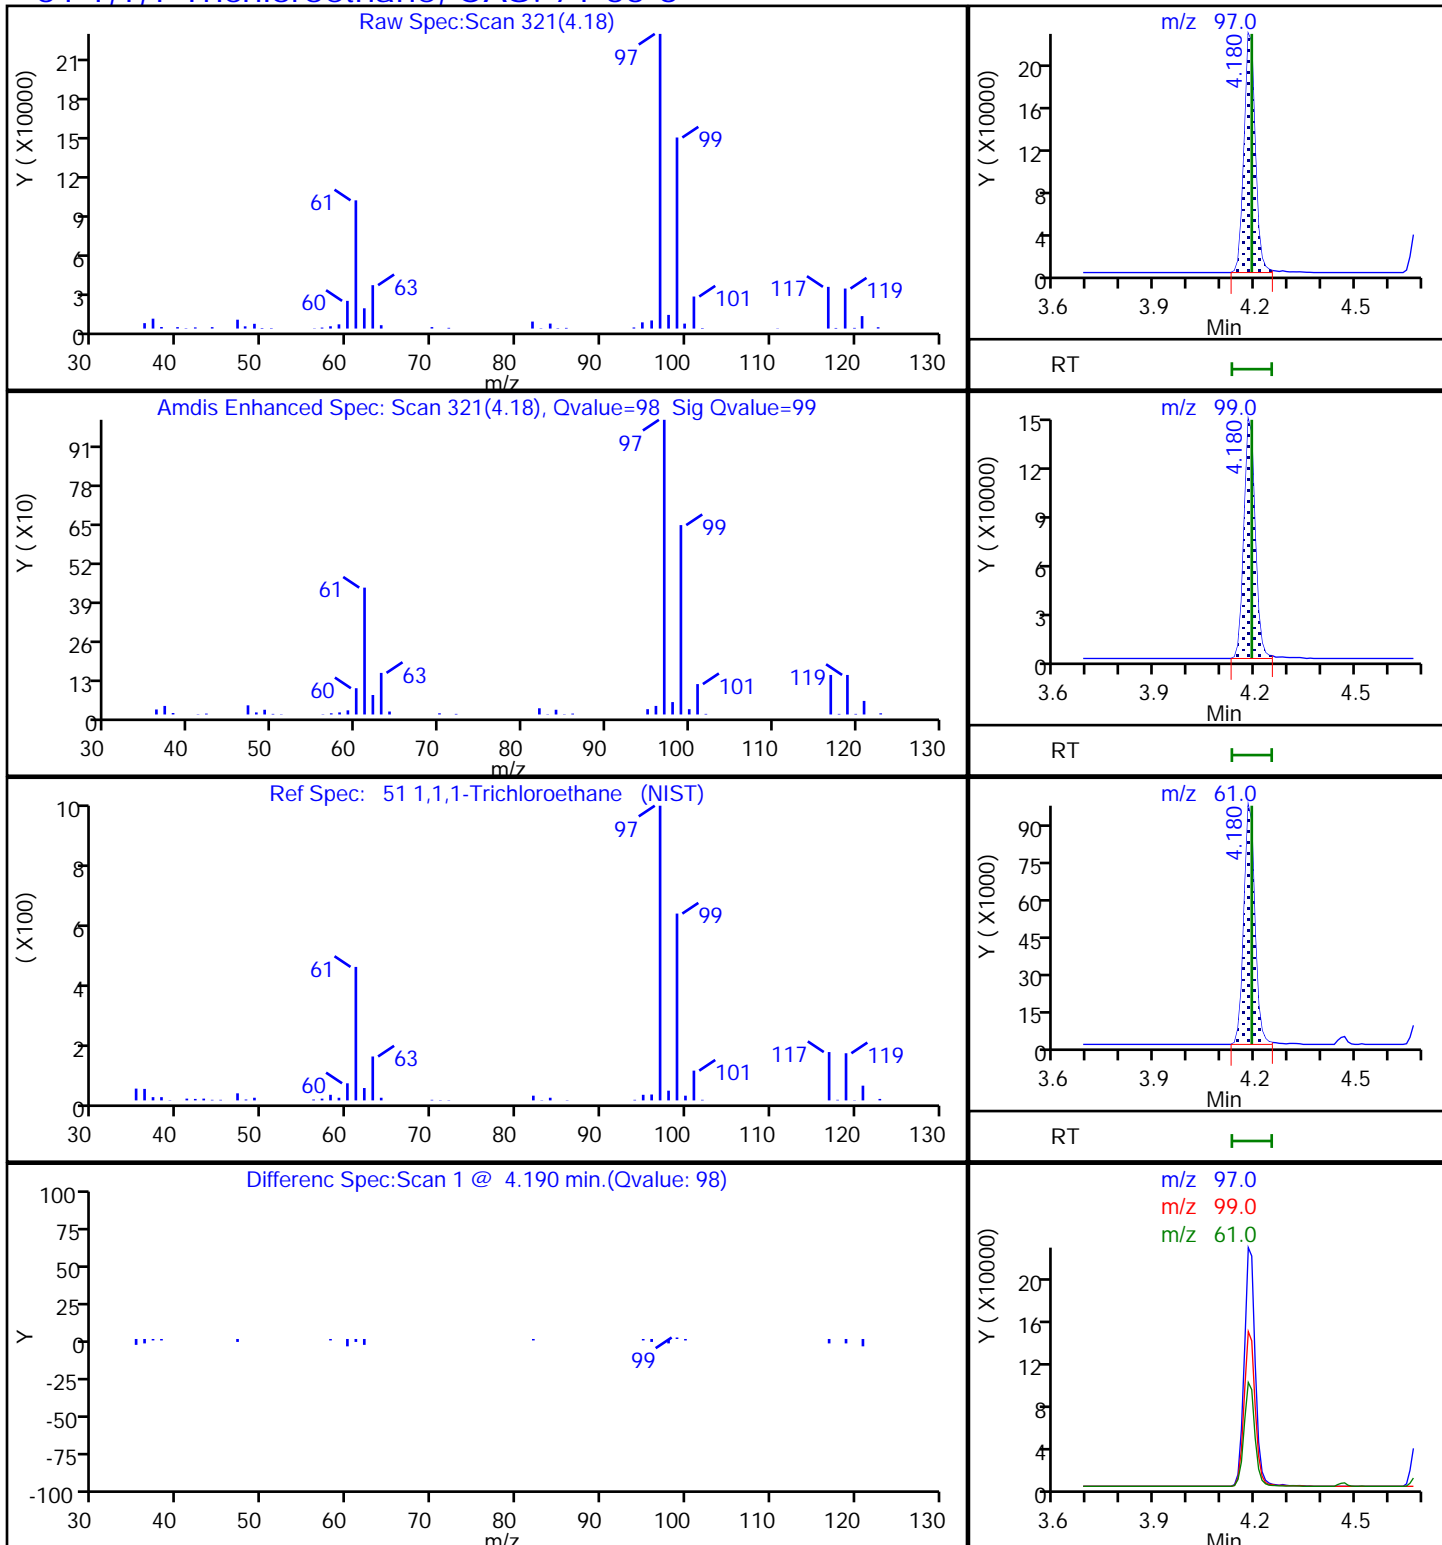 51 1,1,1-Trichloroethane, CAS: 71-55-6
Raw Spec:Scan 321(4.18)
Y ( X10000)
21
18
15
12
9
6
3
0
97
99
61
60
63
101
117
119
30 40 50 60 70 80 90 100 110 120 130
m/z
m/z 97.0
Y ( X10000)
20
16
12
8
4
0
4.180
3.6 3.9 4.2 4.5
Min
RT
Amdis Enhanced Spec: Scan 321(4.18), Qvalue=98 Sig Qvalue=99
Y ( X10)
91
78
65
52
39
26
13
0
97
99
61
60
63
101
119
30 40 50 60 70 80 90 100 110 120 130
m/z
m/z 99.0
Y ( X10000)
15
12
9
6
3
0
4.180
3.6 3.9 4.2 4.5
Min
RT
Ref Spec: 51 1,1,1-Trichloroethane (NIST)
( X100)
10
8
6
4
2
0
97
99
61
60
63
101
117
119
30 40 50 60 70 80 90 100 110 120 130
m/z 61.0
Y ( X1000)
90
75
60
45
30
15
0
4.180
3.6 3.9 4.2 4.5
Min
RT
Differenc Spec:Scan 1 @ 4.190 min.(Qvalue: 98)
Y
100
75
50
25
0
-25
-50
-75
-100
99
30 40 50 60 70 80 90 100 110 120 130
m/z
m/z 97.0
m/z 99.0
m/z 61.0
Y ( X10000)
20
16
12
8
4
0
3.6 3.9 4.2 4.5
Min